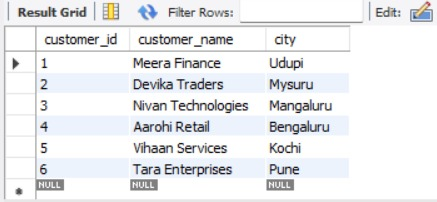 Result Grid Filter Rows: Edit:
customer_id customer_name city
1 Meera Finance Udupi
2 Devika Traders Mysuru
3 Nivan Technologies Mangaluru
4 Aarohi Retail Bengaluru
5 Vihaan Services Kochi
6 Tara Enterprises Pune
NULL NULL NULL